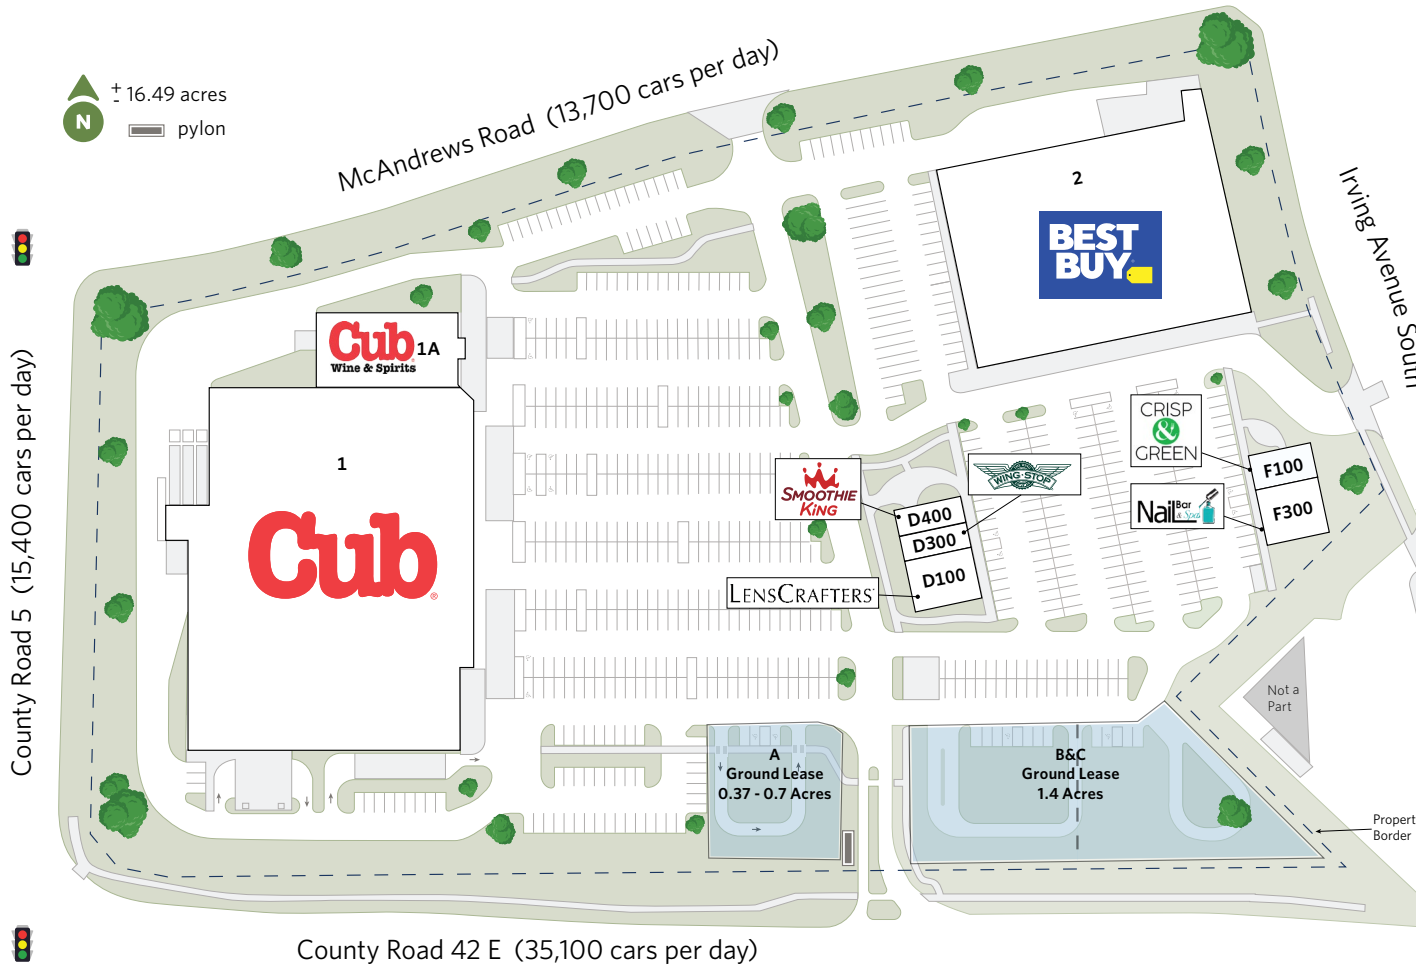 ± 16.49 acres
N
pylon
McAndrews Road (13,700 cars per day)
Irving Avenue South
County Road 5 (15,400 cars per day)
2
BEST
BUY
Cub
Wine & Spirits
1A
1
Cub
CRISP
&
GREEN
F100
F300
Nail Bar
& Spa
SMOOTHIE
KING
WING·STOP
D400
D300
D100
LENSCRAFTERS
Not a
Part
A
Ground Lease
0.37 - 0.7 Acres
B&C
Ground Lease
1.4 Acres
Propert
Border
County Road 42 E (35,100 cars per day)